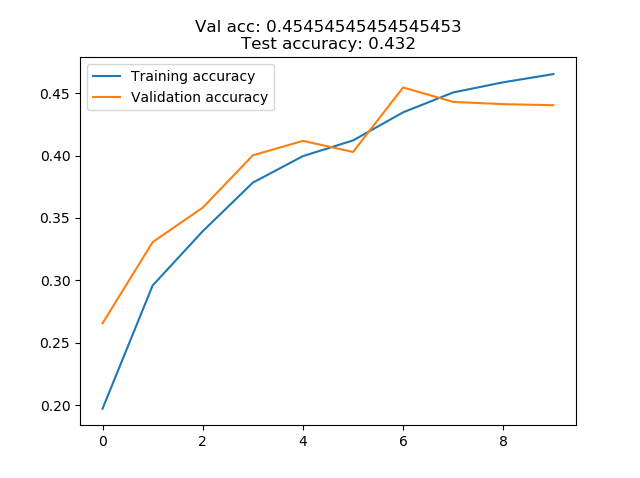 Val acc: 0.45454545454545453
Test accuracy: 0.432
Training accuracy
Validation accuracy
0.45
0.40
0.35
0.30
0.25
0.20
0 2 4 6 8